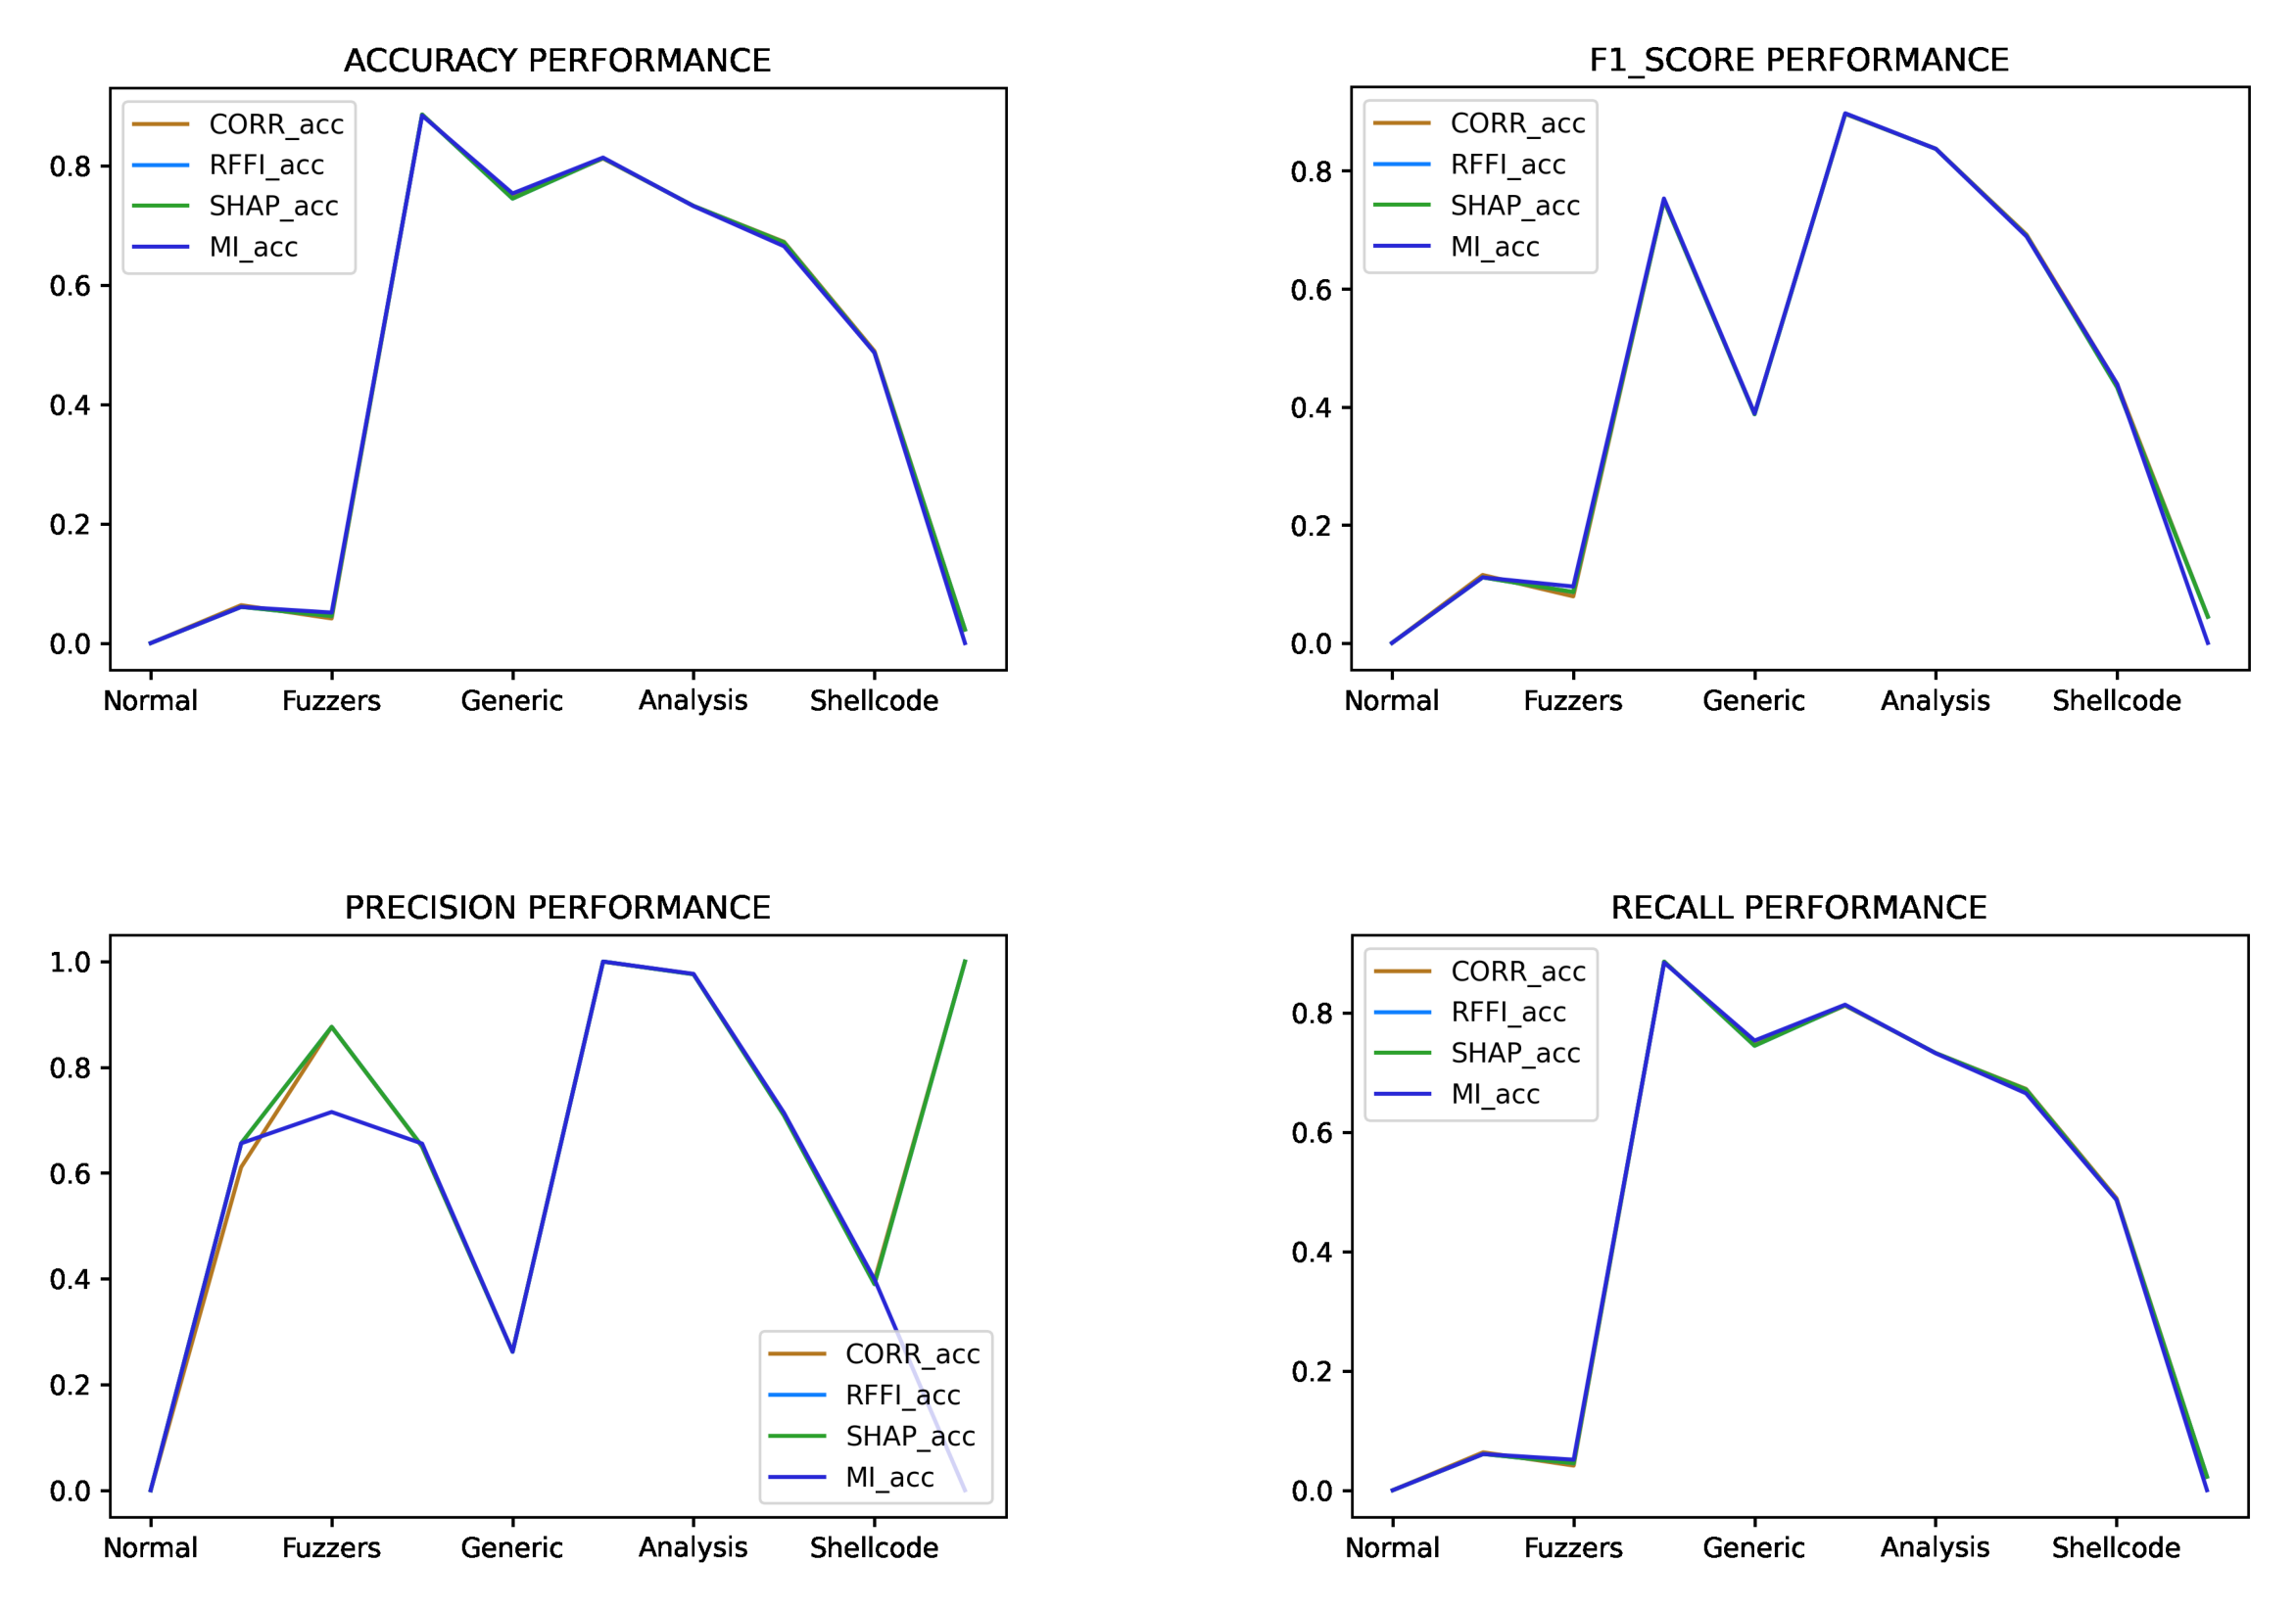 ACCURACY PERFORMANCE
CORR_acc
RFFI_acc
SHAP_acc
MI_acc
0.8
0.6
0.4
0.2
0.0
Normal Fuzzers Generic Analysis Shellcode
F1_SCORE PERFORMANCE
CORR_acc
RFFI_acc
SHAP_acc
MI_acc
0.8
0.6
0.4
0.2
0.0
Normal Fuzzers Generic Analysis Shellcode
PRECISION PERFORMANCE
1.0
0.8
0.6
0.4
0.2
0.0
CORR_acc
RFFI_acc
SHAP_acc
MI_acc
Normal Fuzzers Generic Analysis Shellcode
RECALL PERFORMANCE
CORR_acc
RFFI_acc
SHAP_acc
MI_acc
0.8
0.6
0.4
0.2
0.0
Normal Fuzzers Generic Analysis Shellcode